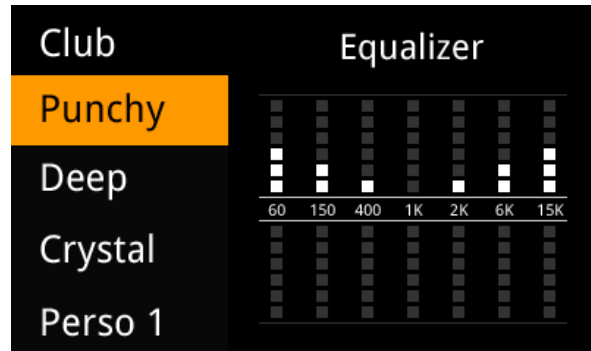 Club
Punchy
Deep
Crystal
Perso 1
Equalizer
60 150 400 1K 2K 6K 15K